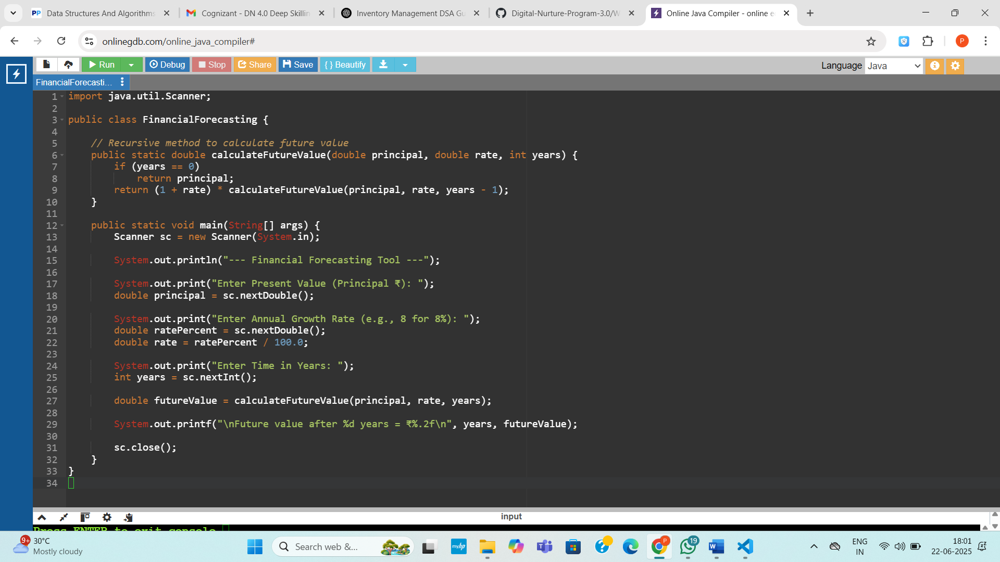 Data Structures And Algorithms
Cognizant - DN 4.0 Deep Skillin
Inventory Management DSA Gu
Digital-Nurture-Program-3.0/W
Online Java Compiler - online e
onlinegdb.com/online_java_compiler#
P
Run
Debug
Stop
Share
Save
{ } Beautify
Language Java
FinancialForecasti...
1 import java.util.Scanner;
2
3 public class FinancialForecasting {
4
5 // Recursive method to calculate future value
6 public static double calculateFutureValue(double principal, double rate, int years) {
7 if (years == 0)
8 return principal;
9 return (1 + rate) * calculateFutureValue(principal, rate, years - 1);
10 }
11
12 public static void main(String[] args) {
13 Scanner sc = new Scanner(System.in);
14
15 System.out.println("--- Financial Forecasting Tool ---");
16
17 System.out.print("Enter Present Value (Principal ₹): ");
18 double principal = sc.nextDouble();
19
20 System.out.print("Enter Annual Growth Rate (e.g., 8 for 8%): ");
21 double ratePercent = sc.nextDouble();
22 double rate = ratePercent / 100.0;
23
24 System.out.print("Enter Time in Years: ");
25 int years = sc.nextInt();
26
27 double futureValue = calculateFutureValue(principal, rate, years);
28
29 System.out.printf("\nFuture value after %d years = ₹%.2f\n", years, futureValue);
30
31 sc.close();
32 }
33 }
34
input
Press ENTER to exit console.
9+
30°C
Mostly cloudy
Search web &...
myhp
P
19
ENG
IN
18:01
22-06-2025